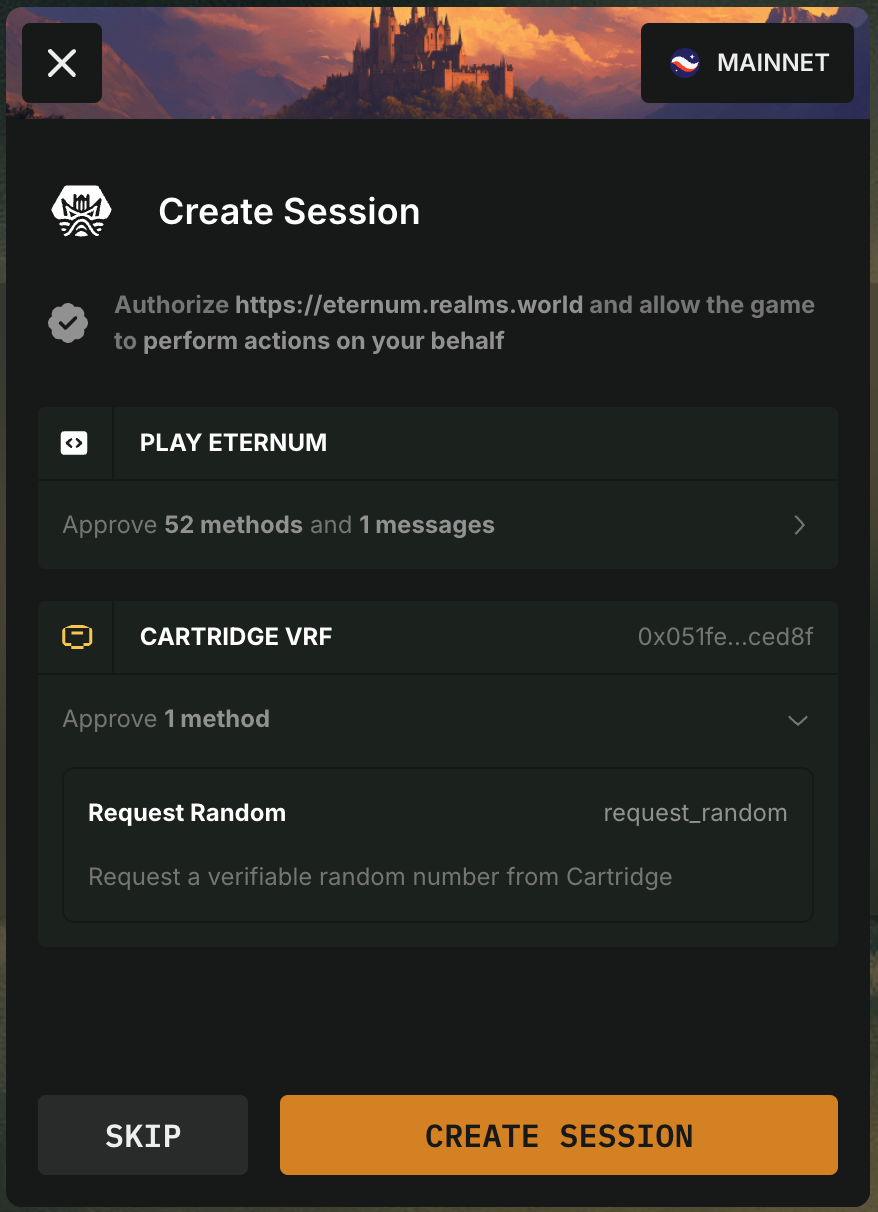 MAINNET
Create Session
Authorize https://eternum.realms.world and allow the game
to perform actions on your behalf
PLAY ETERNUM
Approve 52 methods and 1 messages
CARTRIDGE VRF 0x051fe...ced8f
Approve 1 method
Request Random request_random
Request a verifiable random number from Cartridge
SKIP CREATE SESSION